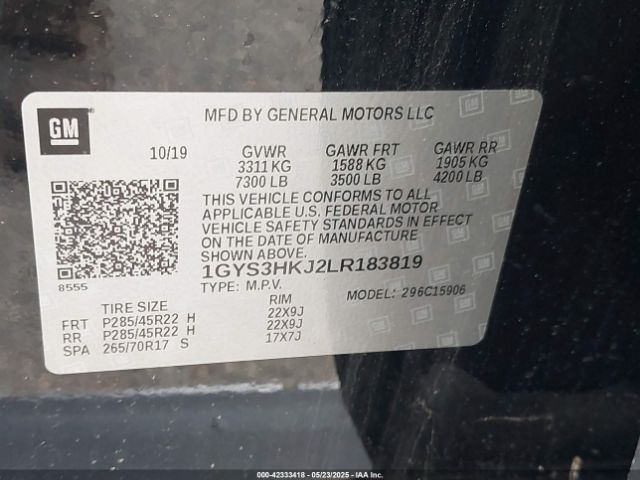 GM
MFD BY GENERAL MOTORS LLC
10/19 GVWR GAWR FRT GAWR RR
3311 KG 1588 KG 1905 KG
7300 LB 3500 LB 4200 LB
THIS VEHICLE CONFORMS TO ALL
APPLICABLE U.S. FEDERAL MOTOR
VEHICLE SAFETY STANDARDS IN EFFECT
ON THE DATE OF MANUFACTURE
SHOWN ABOVE.
8555
1GYS3HKJ2LR183819
TYPE: M.P.V. MODEL: 296C15906
TIRE SIZE RIM
FRT P285/45R22 H 22X9J
RR P285/45R22 H 22X9J
SPA 265/70R17 S 17X7J
000-42333418 - 05/23/2025 - IAA Inc.